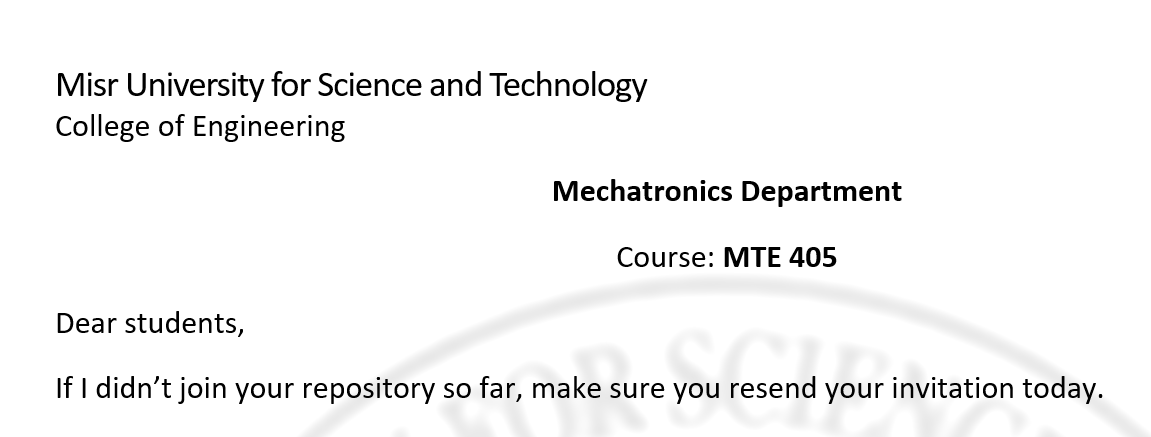 Misr University for Science and Technology
College of Engineering
Mechatronics Department
Course: MTE 405
Dear students,
If I didn’t join your repository so far, make sure you resend your invitation today.
FOR SCIENC